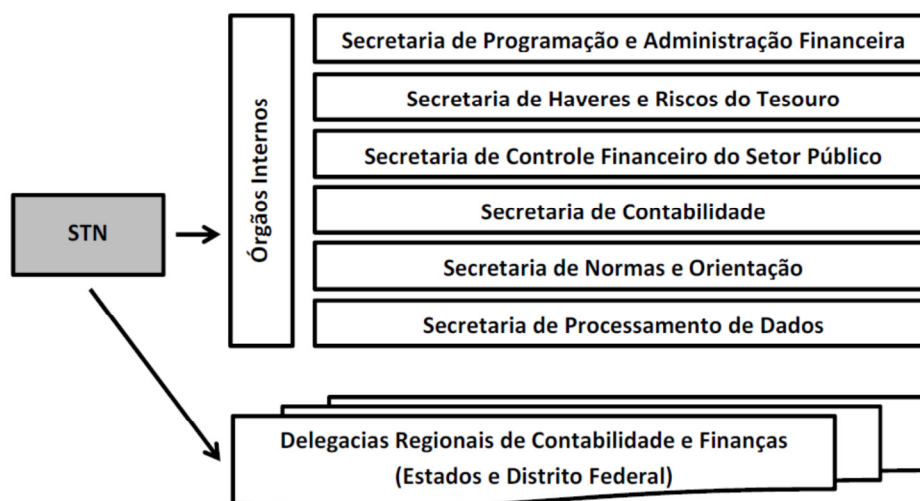 Secretaria de Programação e Administração Financeira
Secretaria de Haveres e Riscos do Tesouro
Secretaria de Controle Financeiro do Setor Público
Secretaria de Contabilidade
Secretaria de Normas e Orientação
Secretaria de Processamento de Dados
Órgãos Internos
STN
Delegacias Regionais de Contabilidade e Finanças
(Estados e Distrito Federal)